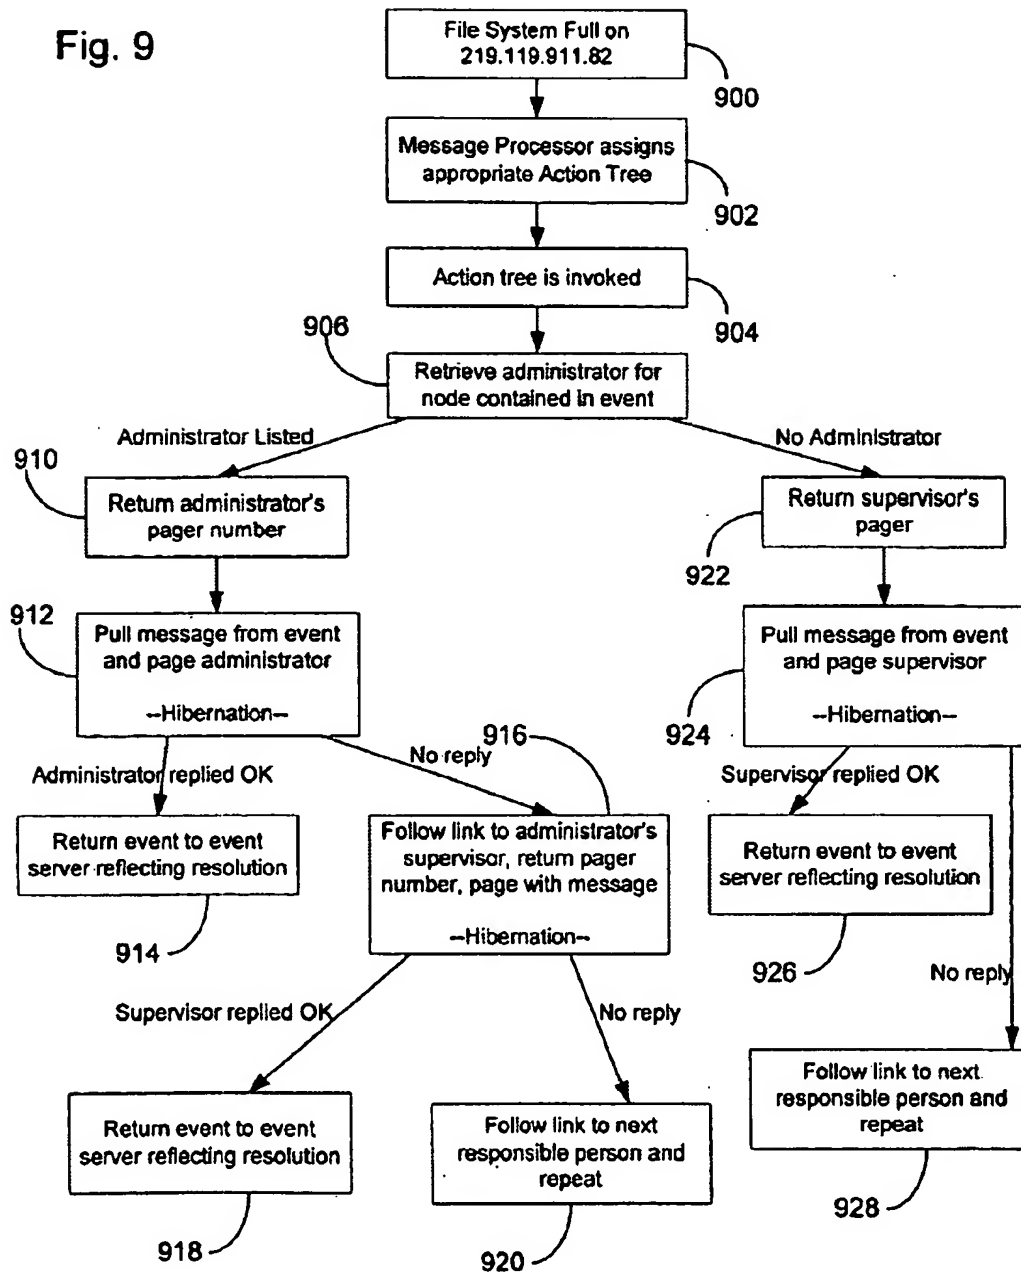 Fig. 9
File System Full on
219.119.911.82
900
Message Processor assigns
appropriate Action Tree
902
Action tree is invoked
904
906
Retrieve administrator for
node contained in event
Administrator Listed
No Administrator
910
Return administrator's
pager number
Return supervisor's
pager
922
912
Pull message from event
and page administrator
--Hibernation--
Pull message from event
and page supervisor
--Hibernation--
924
916
Administrator replied OK
No reply
Supervisor replied OK
Return event to event
server reflecting resolution
914
Follow link to administrator's
supervisor, return pager
number, page with message
--Hibernation--
Return event to event
server reflecting resolution
926
No reply
Supervisor replied OK
No reply
Return event to event
server reflecting resolution
918
Follow link to next
responsible person and
repeat
920
Follow link to next
responsible person and
repeat
928